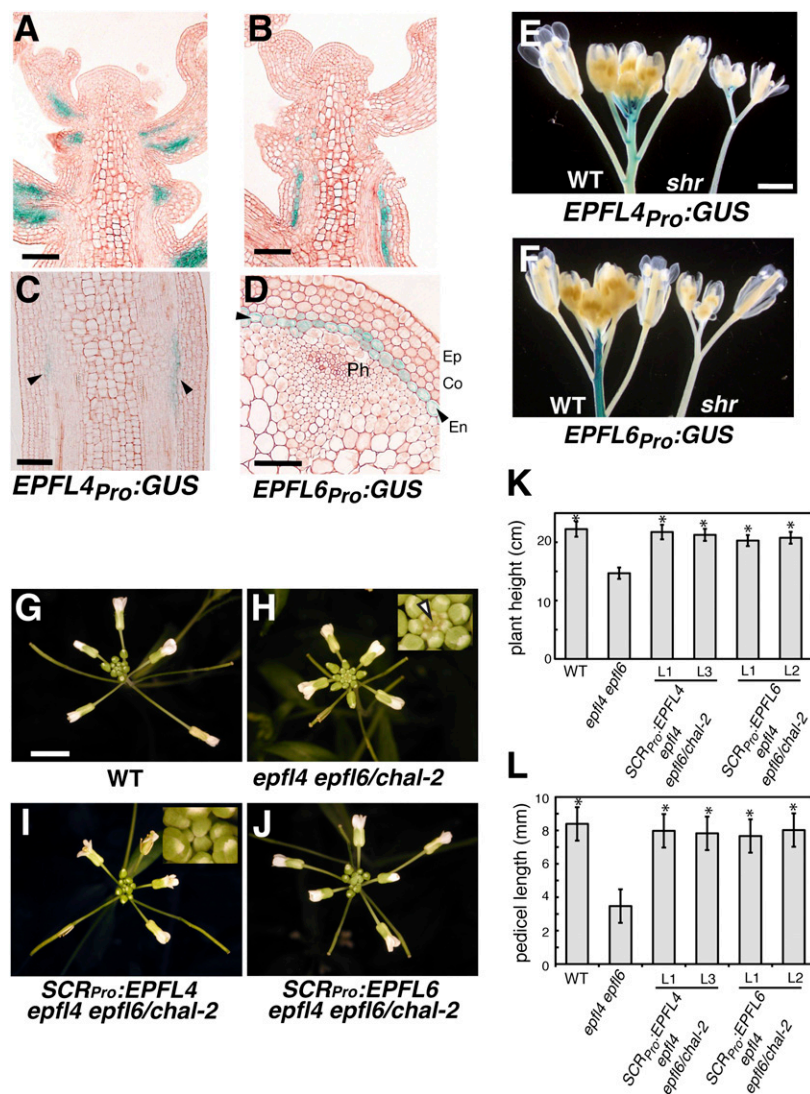 A
B
C
D
Ep
Co
Ph
En
EPFL4Pro:GUS
EPFL6Pro:GUS
E
WT
shr
EPFL4Pro:GUS
F
WT
shr
EPFL6Pro:GUS
G
WT
H
epfl4 epfl6/chal-2
I
SCRPro:EPFL4
epfl4 epfl6/chal-2
J
SCRPro:EPFL6
epfl4 epfl6/chal-2
K
plant height (cm)
20
10
0
* * * * *
WT
epfl4 epfl6
L1 L3 L1 L2
SCRPro:EPFL4
epfl4
epfl6/chal-2
SCRPro:EPFL6
epfl4
epfl6/chal-2
L
pedicel length (mm)
10
8
6
4
2
0
* * * * *
WT
epfl4 epfl6
L1 L3 L1 L2
SCRPro:EPFL4
epfl4
epfl6/chal-2
SCRPro:EPFL6
epfl4
epfl6/chal-2